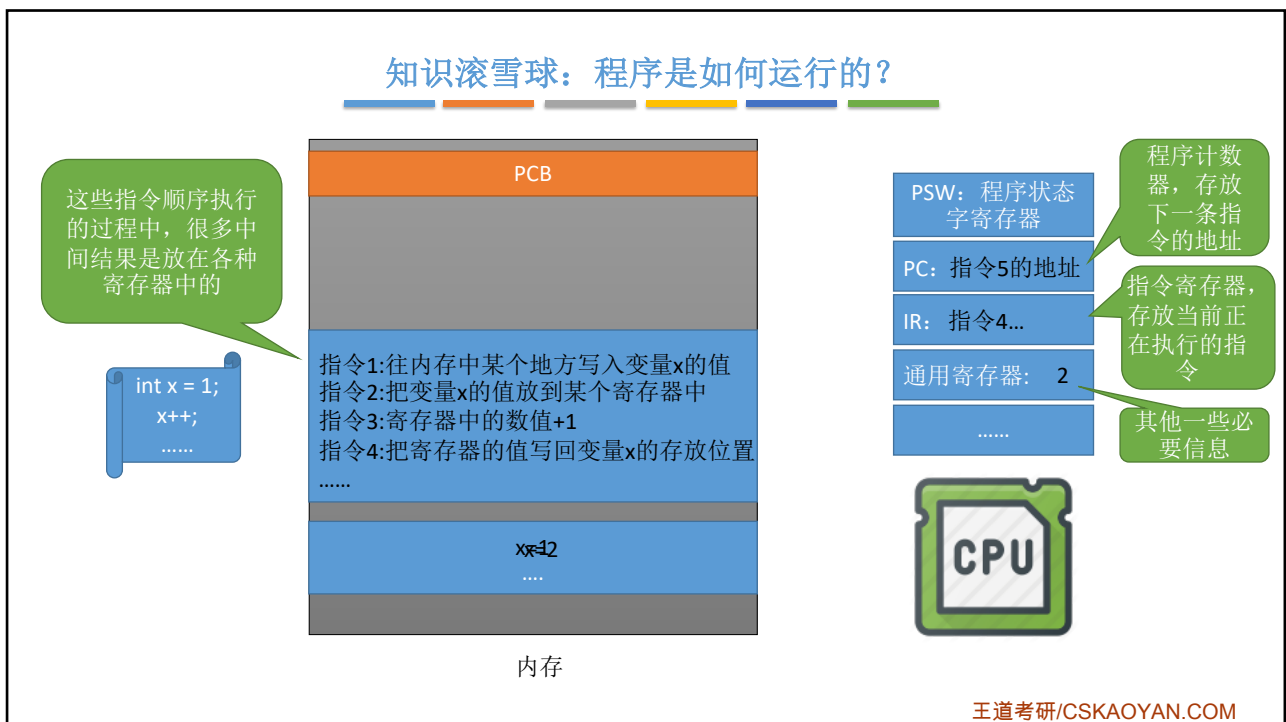 知识滚雪球：程序是如何运行的？
这些指令顺序执行
的过程中，很多中
间结果是放在各种
寄存器中的
int x = 1;
x++;
……
PCB
指令1:往内存中某个地方写入变量x的值
指令2:把变量x的值放到某个寄存器中
指令3:寄存器中的数值+1
指令4:把寄存器的值写回变量x的存放位置
……
x=1
x=2
….
内存
PSW：程序状态
字寄存器
PC：指令5的地址
IR：指令4…
通用寄存器： 2
……
程序计数
器，存放
下一条指
令的地址
指令寄存器，
存放当前正
在执行的指
令
其他一些必
要信息
CPU
王道考研/CSKAOYAN.COM